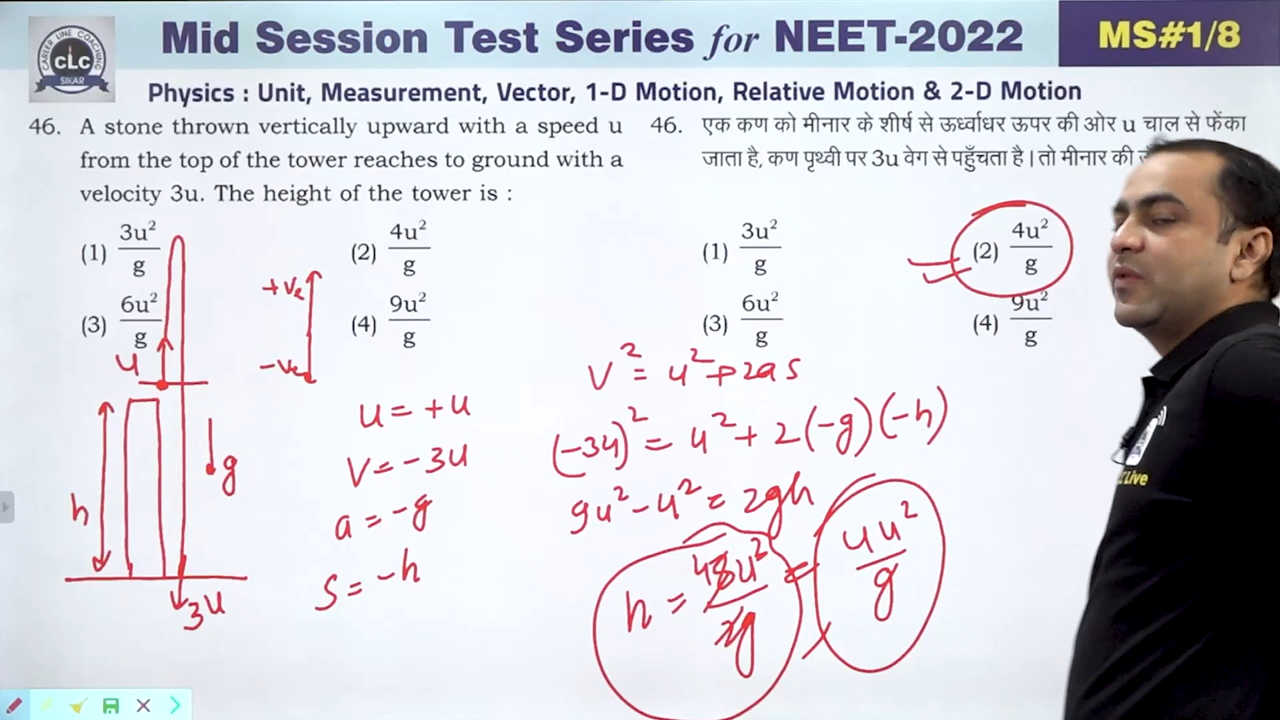 Mid Session Test Series for NEET-2022
MS#1/8
CAREER LINE COACHING
CLC
SIKAR
Physics : Unit, Measurement, Vector, 1-D Motion, Relative Motion & 2-D Motion
46. A stone thrown vertically upward with a speed u
from the top of the tower reaches to ground with a
velocity 3u. The height of the tower is :
(1) 3u²/g
(2) 4u²/g
(3) 6u²/g
(4) 9u²/g
46. एक कण को मीनार के शीर्ष से ऊर्ध्वाधर ऊपर की ओर u चाल से फेंका
जाता है, कण पृथ्वी पर 3u वेग से पहुँचता है। तो मीनार की
(1) 3u²/g
(2) 4u²/g
(3) 6u²/g
(4) 9u²/g
+ve
-ve
u
g
h
3u
u = +u
v = -3u
a = -g
s = -h
v² = u² + 2as
(-3u)² = u² + 2(-g)(-h)
9u² - u² = 2gh
h = 8u²/2g = 4u²/g
4
Live